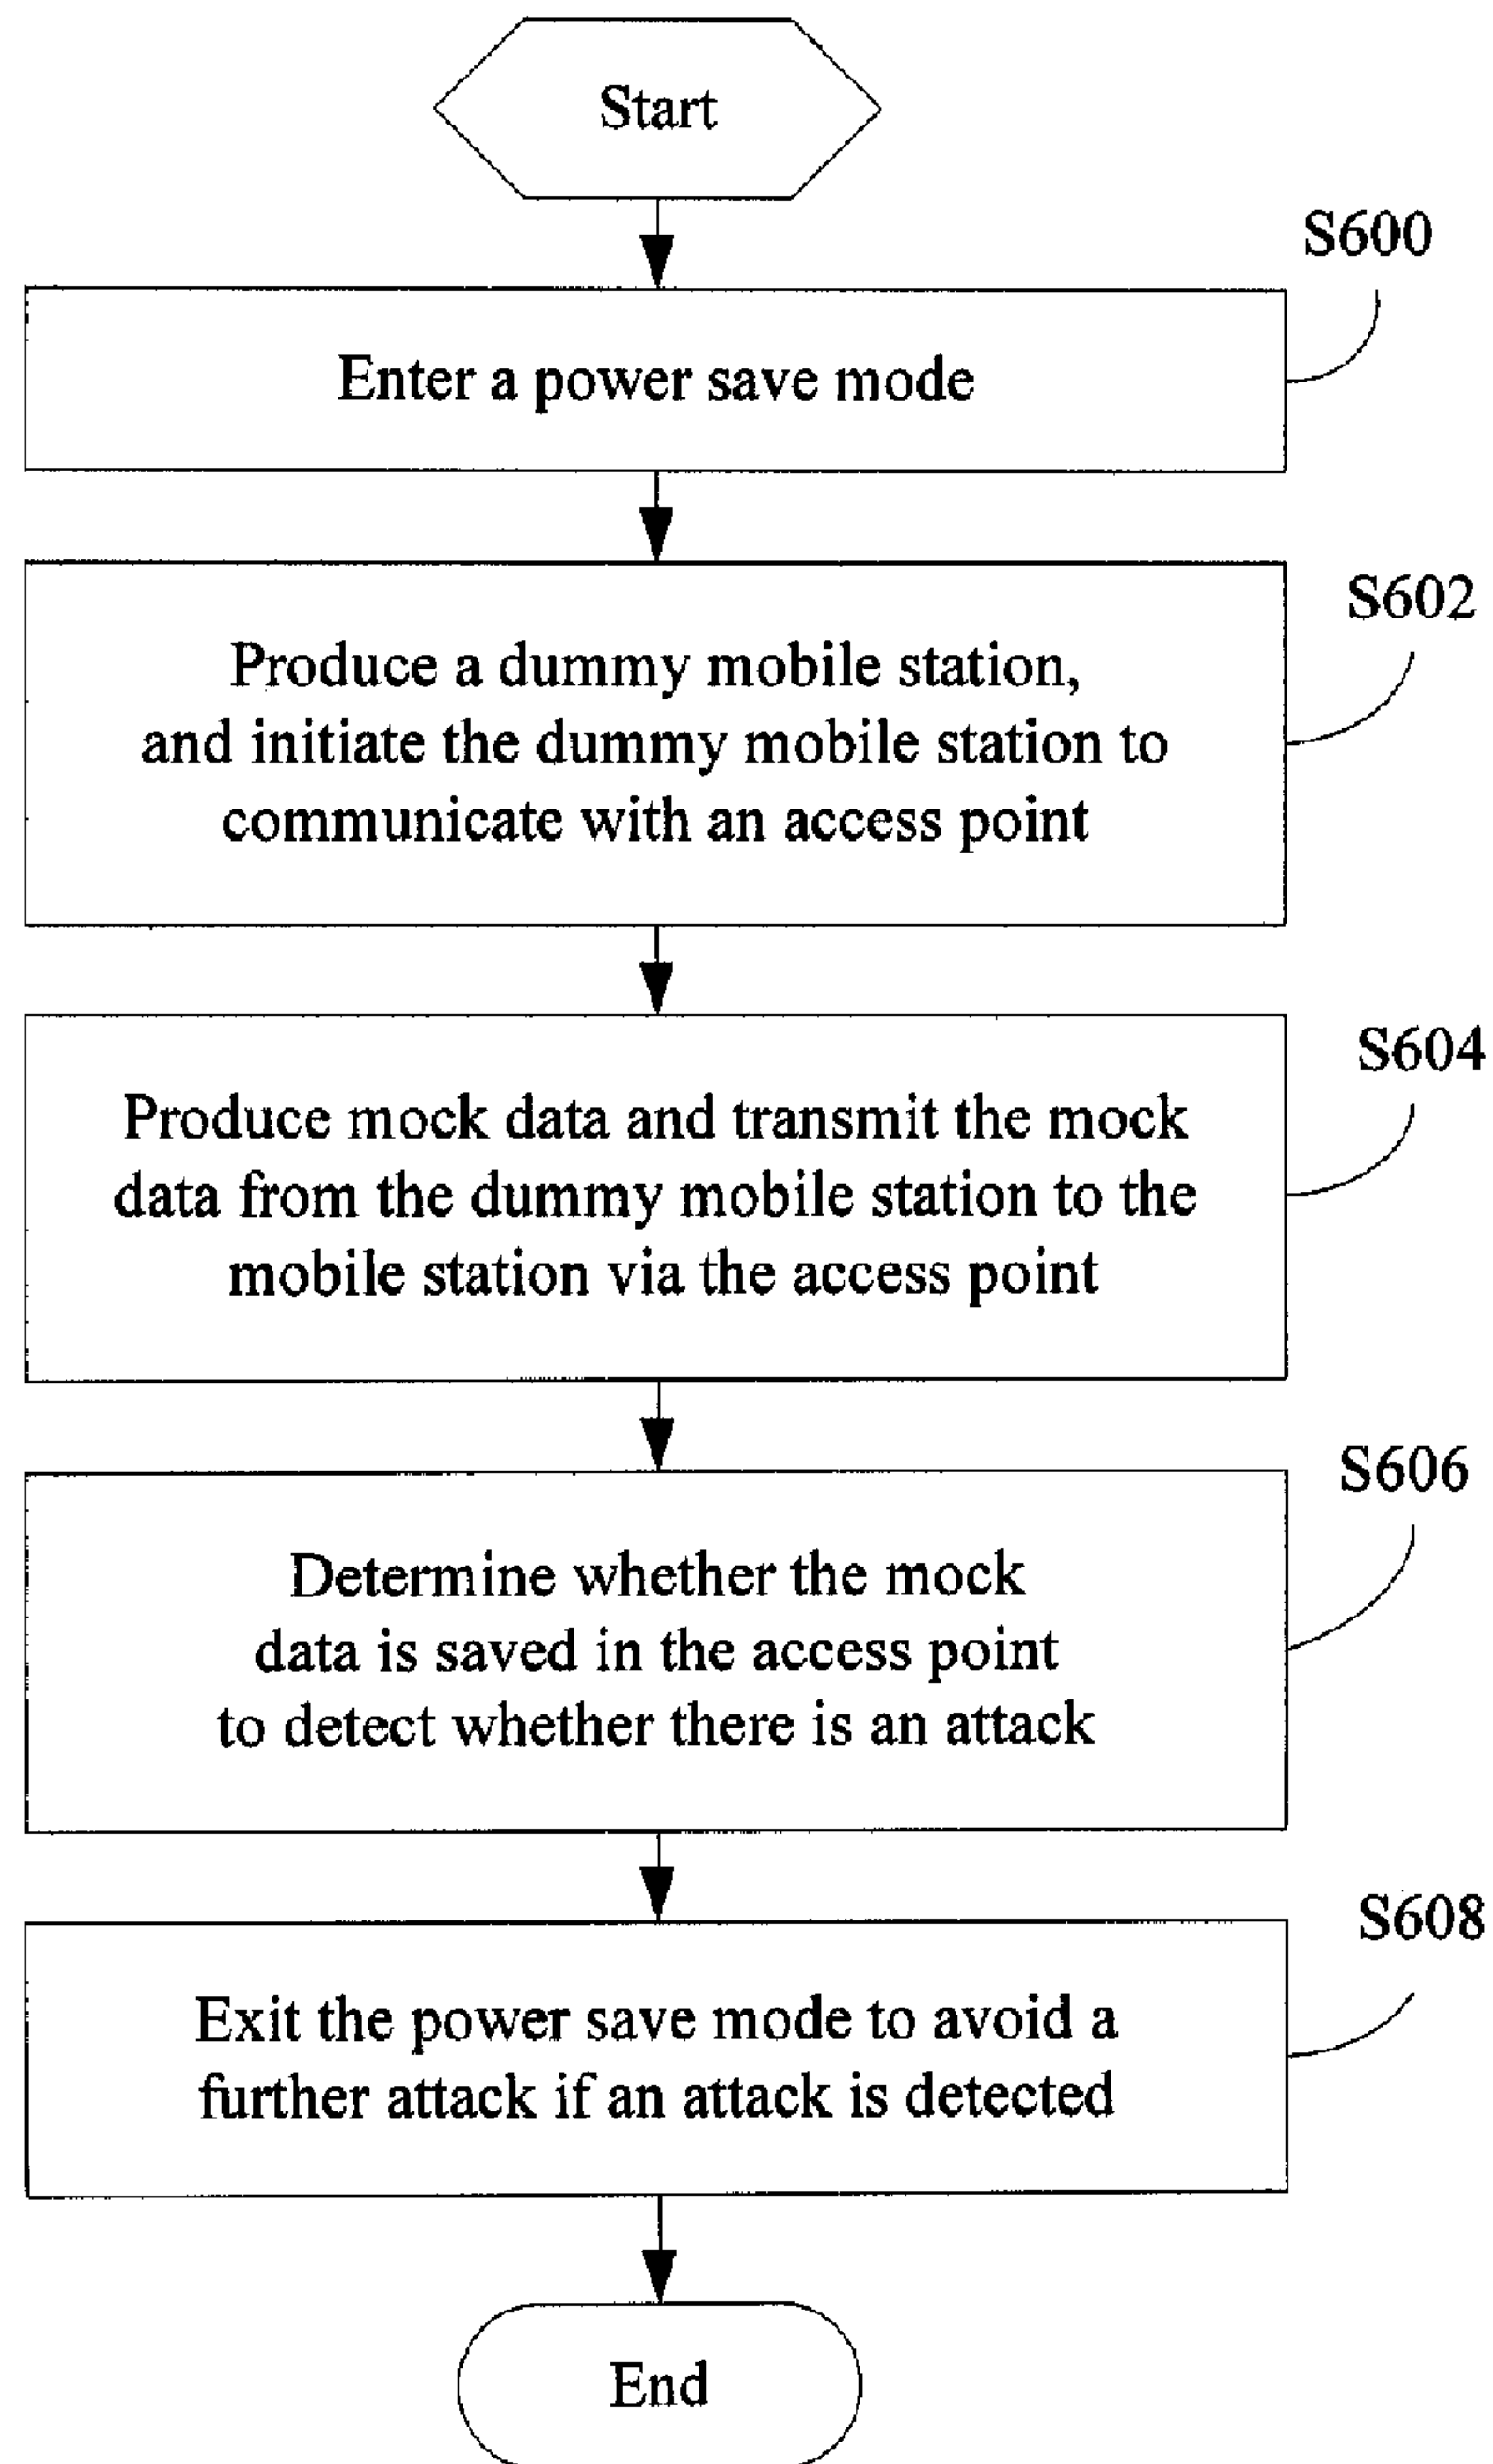 Start
S600
Enter a power save mode
S602
Produce a dummy mobile station,
and initiate the dummy mobile station to
communicate with an access point
S604
Produce mock data and transmit the mock
data from the dummy mobile station to the
mobile station via the access point
S606
Determine whether the mock
data is saved in the access point
to detect whether there is an attack
S608
Exit the power save mode to avoid a
further attack if an attack is detected
End